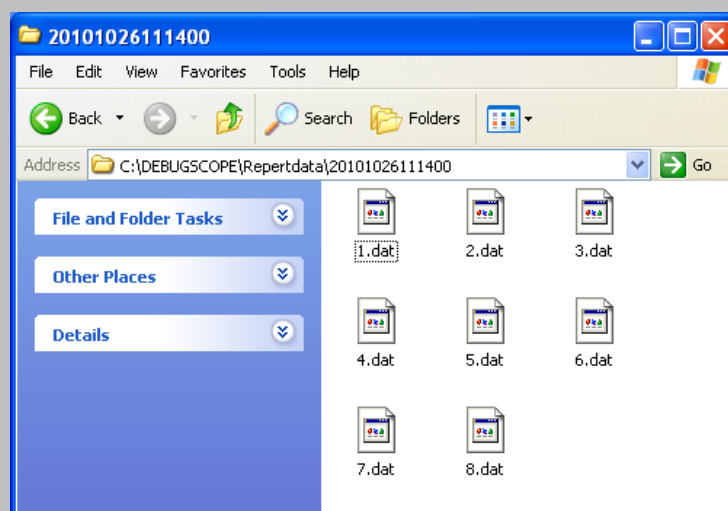 20101026111400
File Edit View Favorites Tools Help
Back Search Folders
Address C:\DEBUGSCOPE\Repertdata\20101026111400 Go
File and Folder Tasks
Other Places
Details
1.dat 2.dat 3.dat
4.dat 5.dat 6.dat
7.dat 8.dat